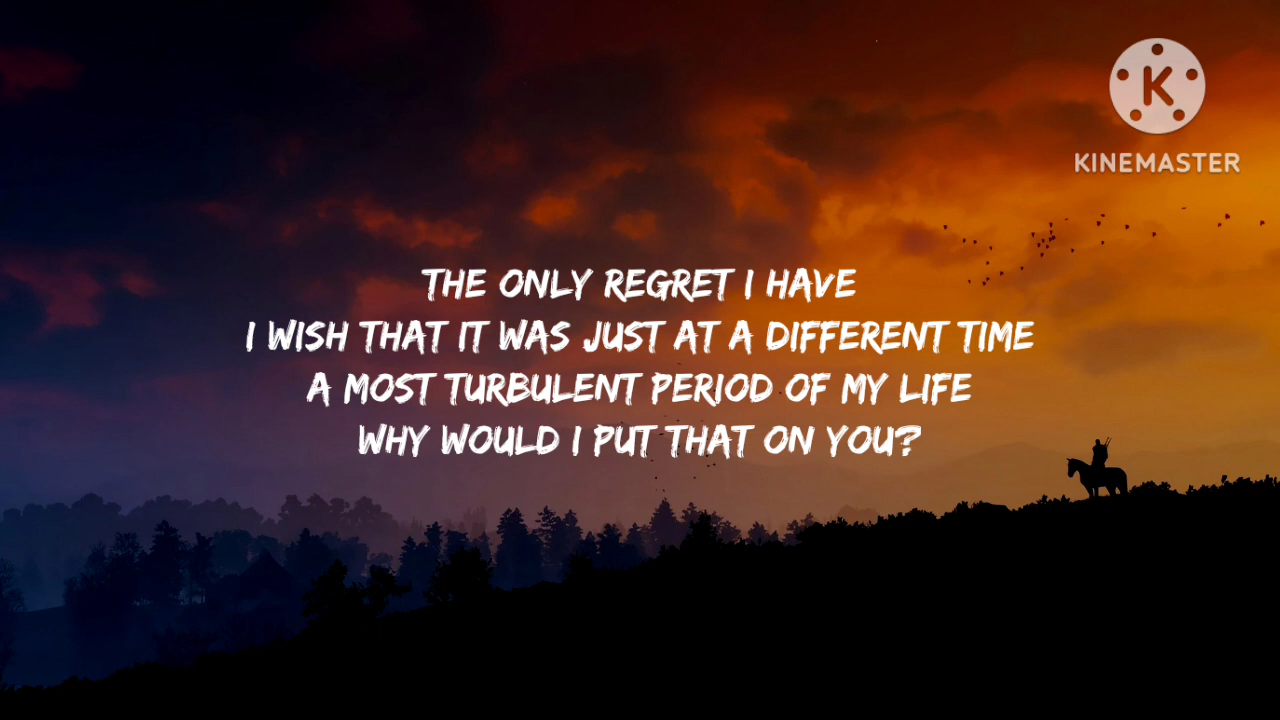 K
KINEMASTER
THE ONLY REGRET I HAVE
I WISH THAT IT WAS JUST AT A DIFFERENT TIME
A MOST TURBULENT PERIOD OF MY LIFE
WHY WOULD I PUT THAT ON YOU?